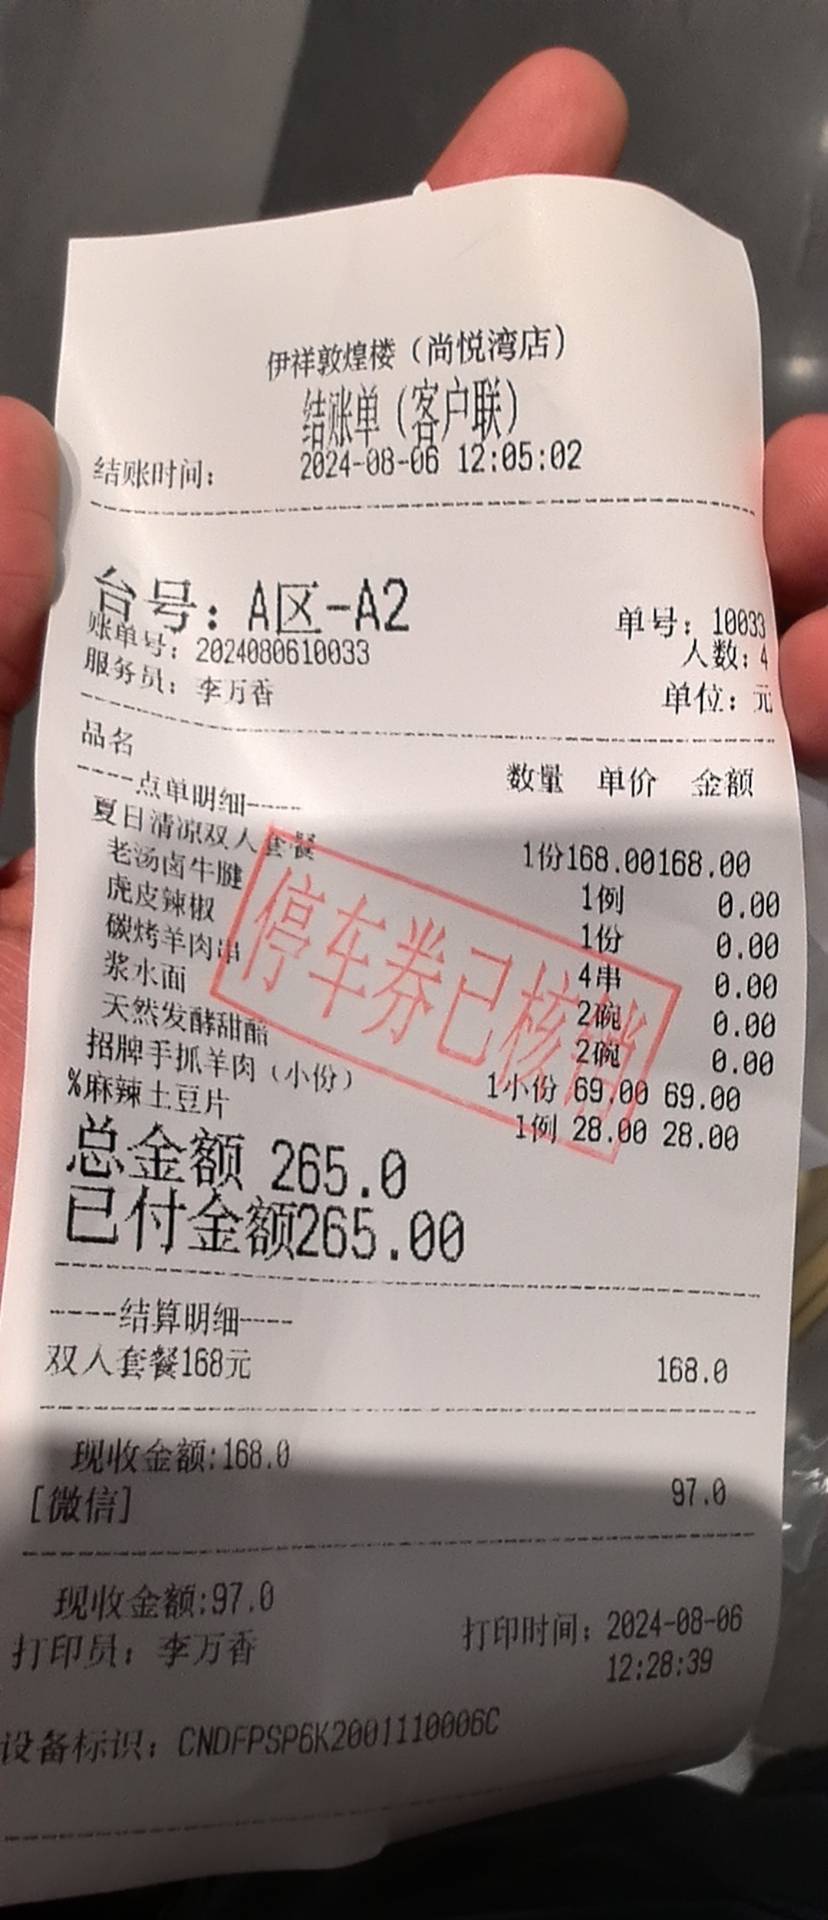 伊祥敦煌楼（尚悦湾店）
结账单（客户联）
结账时间： 2024-08-06 12:05:02
台号：A区-A2 单号：10033
账单号：2024080610033 人数：4
服务员：李万香 单位：元
品名 数量 单价 金额
----点单明细-----
夏日清凉双人套餐 1份168.00168.00
老汤卤牛腱 1例 0.00
虎皮辣椒 1份 0.00
碳烤羊肉串 4串 0.00
浆水面 2碗 0.00
天然发酵甜醅 2碗 0.00
招牌手抓羊肉（小份） 1小份 69.00 69.00
%麻辣土豆片 1例 28.00 28.00
停车券已核销
总金额 265.0
已付金额265.00
-----结算明细-----
双人套餐168元 168.0
现收金额:168.0
[微信] 97.0
现收金额:97.0
打印员：李万香 打印时间：2024-08-06
12:28:39
设备标识：CNDFPSP6K2001110006C